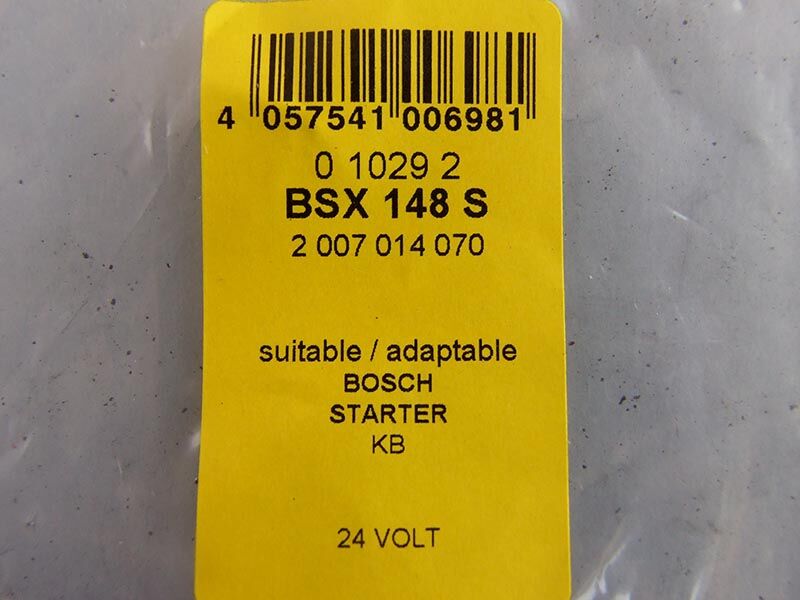 4 057541 006981
0 1029 2
BSX 148 S
2 007 014 070
suitable / adaptable
BOSCH
STARTER
KB
24 VOLT